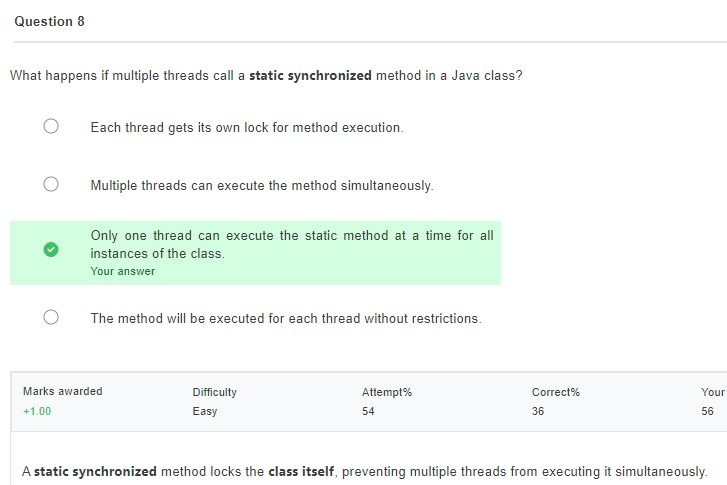 Question 8
What happens if multiple threads call a static synchronized method in a Java class?
Each thread gets its own lock for method execution.
Multiple threads can execute the method simultaneously.
Only one thread can execute the static method at a time for all
instances of the class.
Your answer
The method will be executed for each thread without restrictions.
Marks awarded Difficulty Attempt% Correct% Your
+1.00 Easy 54 36 56
A static synchronized method locks the class itself, preventing multiple threads from executing it simultaneously.